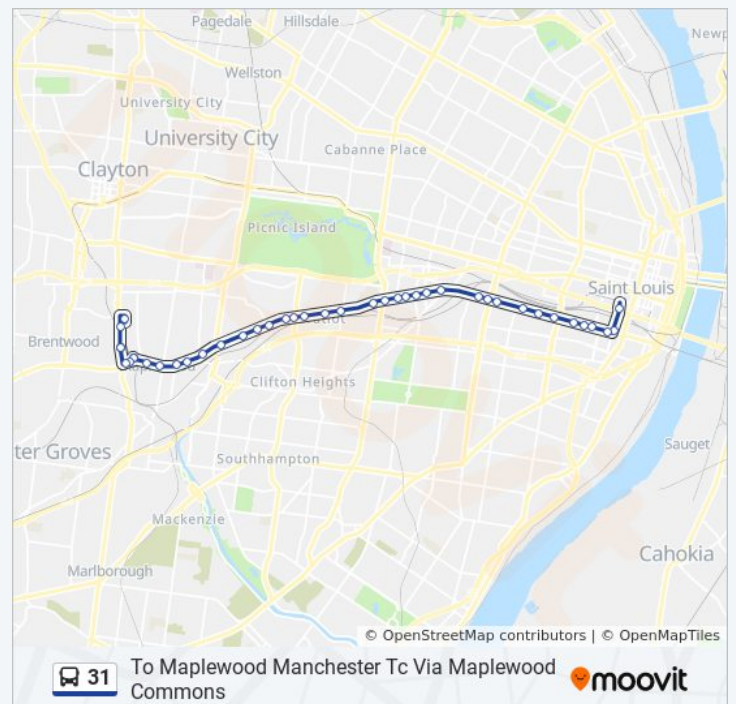 Pagedale
Hillsdale
Wellston
University City
University City
Cabanne Place
Clayton
Picnic Island
Saint Louis
Brentwood
Clifton Heights
ter Groves
Southhampton
Sauget
Mackenzie
Cahokia
Marlborough
© OpenStreetMap contributors | © OpenMapTiles
31
To Maplewood Manchester Tc Via Maplewood
Commons
moovit